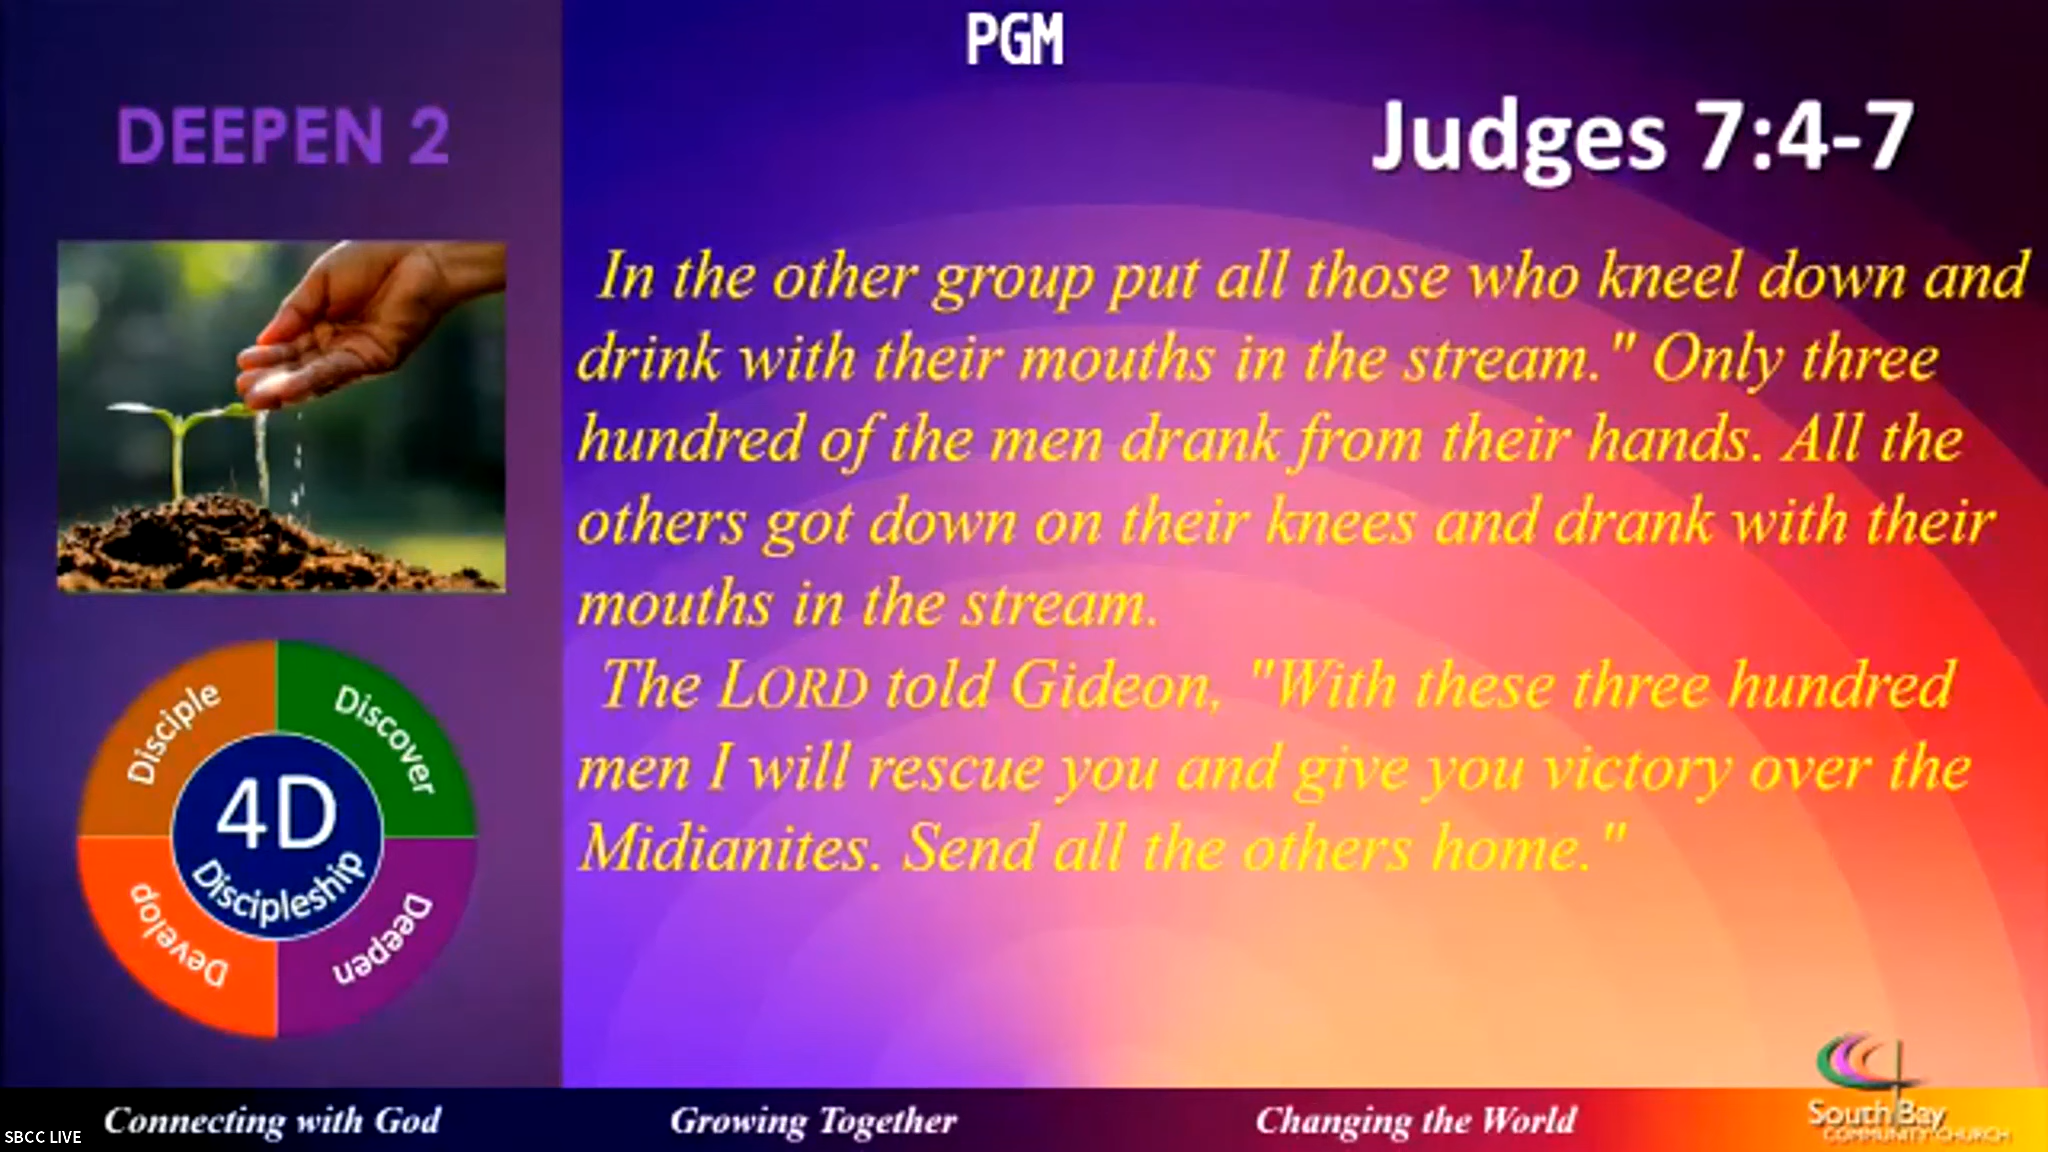 PGM
DEEPEN 2
Judges 7:4-7
In the other group put all those who kneel down and
drink with their mouths in the stream." Only three
hundred of the men drank from their hands. All the
others got down on their knees and drank with their
mouths in the stream.
The LORD told Gideon, "With these three hundred
men I will rescue you and give you victory over the
Midianites. Send all the others home."
Disciple
Discover
4D
Discipleship
Develop
Deepen
Connecting with God
Growing Together
Changing the World
South Bay
COMMUNITY CHURCH
SBCC LIVE